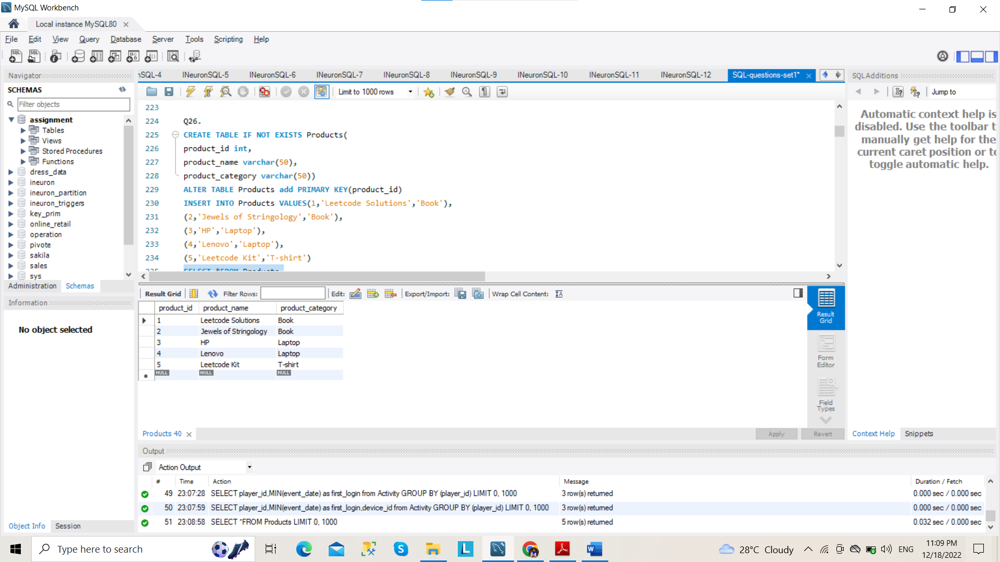 MySQL Workbench
Local instance MySQL80
File Edit View Query Database Server Tools Scripting Help
Navigator
SCHEMAS
Filter objects
assignment
Tables
Views
Stored Procedures
Functions
dress_data
ineuron
ineuron_partition
ineuron_triggers
key_prim
online_retail
operation
pivote
sakila
sales
sys
Administration Schemas
Information
No object selected
Object Info Session
nSQL-4 INeuronSQL-5 INeuronSQL-6 INeuronSQL-7 INeuronSQL-8 INeuronSQL-9 INeuronSQL-10 INeuronSQL-11 INeuronSQL-12 SQL-questions-set1*
Limit to 1000 rows
223
224 Q26.
225 CREATE TABLE IF NOT EXISTS Products(
226 product_id int,
227 product_name varchar(50),
228 product_category varchar(50))
229 ALTER TABLE Products add PRIMARY KEY(product_id)
230 INSERT INTO Products VALUES(1,'Leetcode Solutions','Book'),
231 (2,'Jewels of Stringology','Book'),
232 (3,'HP','Laptop'),
233 (4,'Lenovo','Laptop'),
234 (5,'Leetcode Kit','T-shirt')
235 SELECT *FROM Products
Result Grid Filter Rows: Edit: Export/Import: Wrap Cell Content:
product_id product_name product_category
1 Leetcode Solutions Book
2 Jewels of Stringology Book
3 HP Laptop
4 Lenovo Laptop
5 Leetcode Kit T-shirt
NULL NULL NULL
Result Grid
Form Editor
Field Types
Products 40
Apply Revert
SQLAdditions
Jump to
Automatic context help is
disabled. Use the toolbar t
manually get help for the
current caret position or to
toggle automatic help.
Context Help Snippets
Output
Action Output
# Time Action Message Duration / Fetch
49 23:07:28 SELECT player_id,MIN(event_date) as first_login from Activity GROUP BY (player_id) LIMIT 0, 1000 3 row(s) returned 0.000 sec / 0.000 sec
50 23:07:59 SELECT player_id,MIN(event_date) as first_login,device_id from Activity GROUP BY (player_id) LIMIT 0, 1000 3 row(s) returned 0.000 sec / 0.000 sec
51 23:08:58 SELECT *FROM Products LIMIT 0, 1000 5 row(s) returned 0.032 sec / 0.000 sec
Type here to search
28°C Cloudy
ENG
11:09 PM
12/18/2022